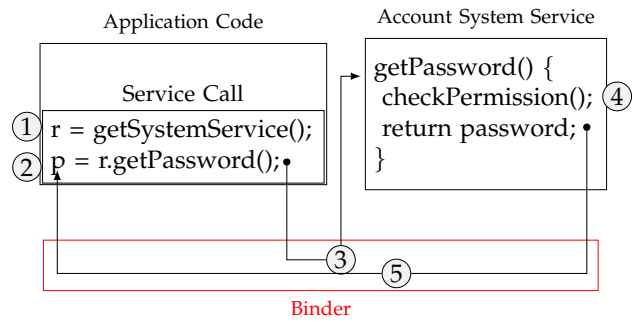 Application Code
Account System Service
Service Call
1 r = getSystemService();
2 p = r.getPassword();
getPassword() {
checkPermission(); 4
return password;
}
3
5
Binder